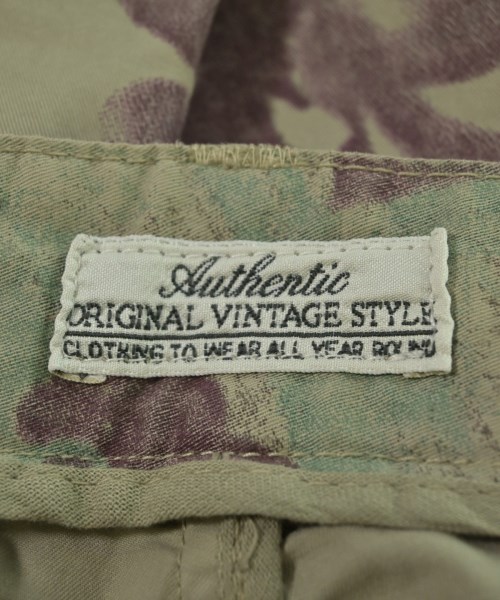 Authentic
ORIGINAL VINTAGE STYLE
CLOTHING TO WEAR ALL YEAR ROUND